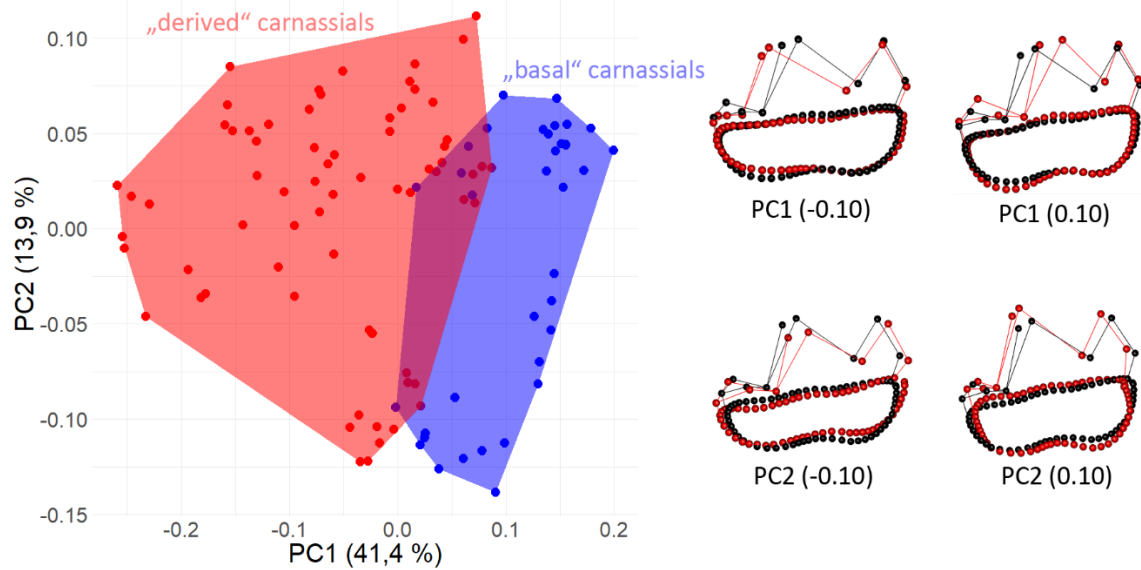 „derived“ carnassials
„basal“ carnassials
0.10
0.05
0.00
-0.05
-0.10
-0.15
PC2 (13,9 %)
-0.2
-0.1
0.0
0.1
0.2
PC1 (41,4 %)
PC1 (-0.10)
PC1 (0.10)
PC2 (-0.10)
PC2 (0.10)